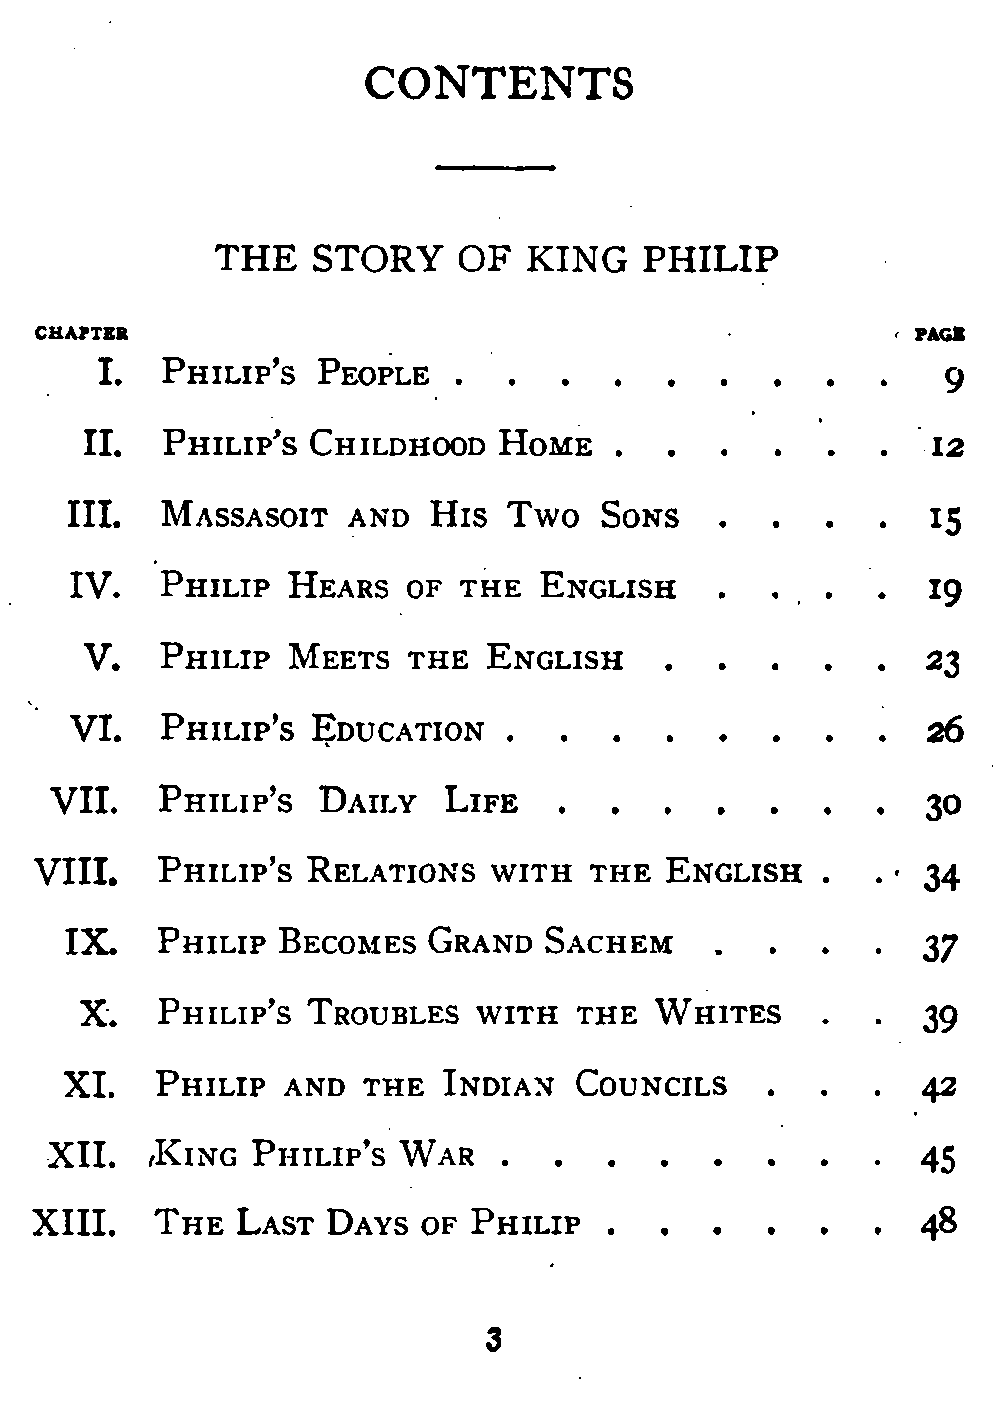 CONTENTS
THE STORY OF KING PHILIP
CHAPTER PAGE
I. Philip's People . . . . . . . . . 9
II. Philip's Childhood Home . . . . . . 12
III. Massasoit and His Two Sons . . . . 15
IV. Philip Hears of the English . . . . 19
V. Philip Meets the English . . . . . 23
VI. Philip's Education . . . . . . . . 26
VII. Philip's Daily Life . . . . . . . 30
VIII. Philip's Relations with the English . . 34
IX. Philip Becomes Grand Sachem . . . . 37
X. Philip's Troubles with the Whites . . 39
XI. Philip and the Indian Councils . . . 42
XII. King Philip's War . . . . . . . . 45
XIII. The Last Days of Philip . . . . . . 48
3